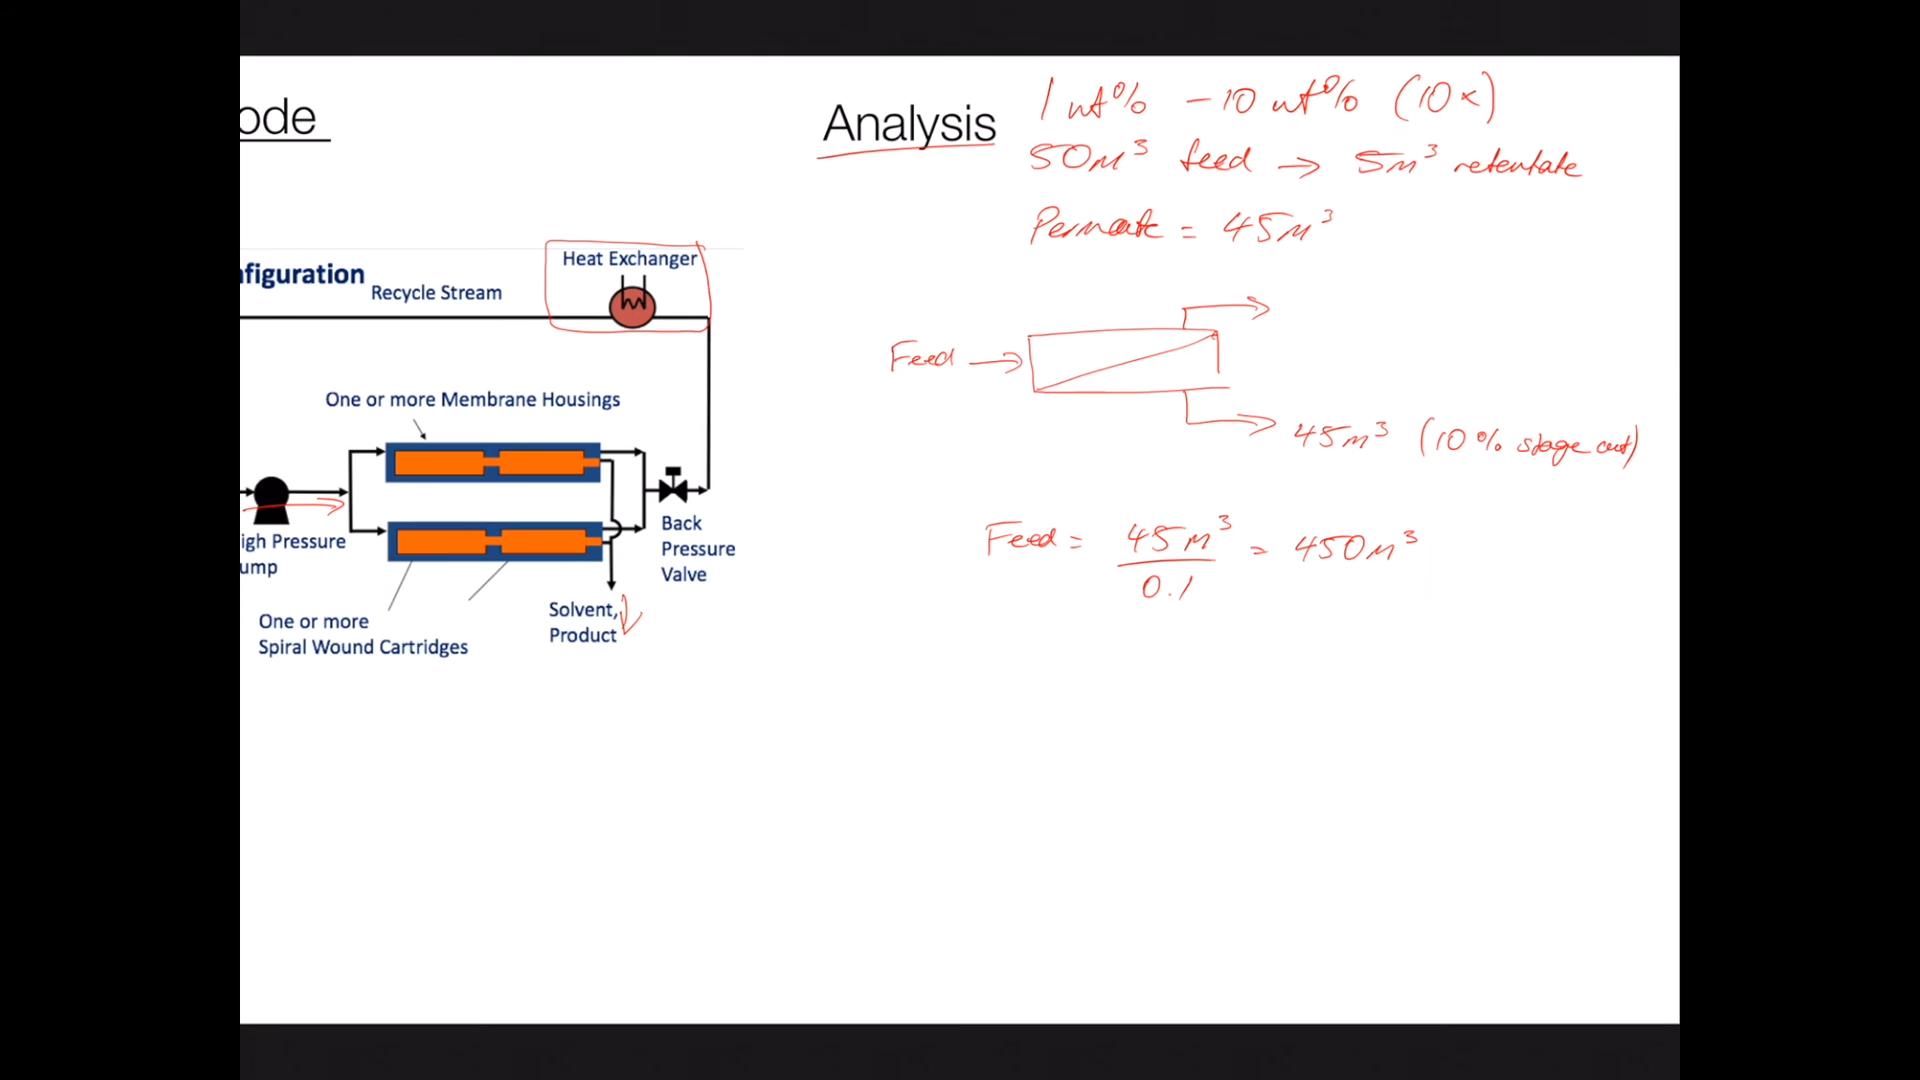 ode
nfiguration
Recycle Stream
Heat Exchanger
One or more Membrane Housings
igh Pressure
ump
Back
Pressure
Valve
Solvent,
Product
One or more
Spiral Wound Cartridges
Analysis
1 wt% - 10 wt% (10x)
50m³ feed → 5m³ retentate
Permeate = 45m³
Feed →
45m³ (10% stage cut)
Feed = 45m³ / 0.1 = 450m³